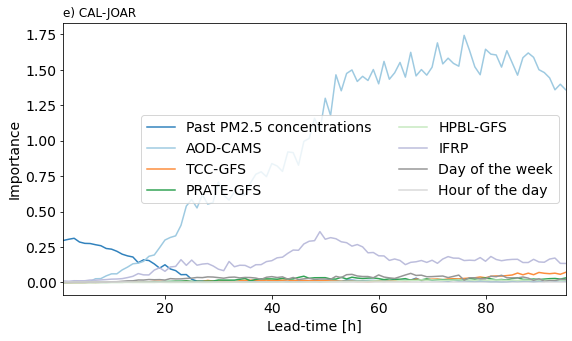 e) CAL-JOAR
1.75
1.50
1.25
1.00
0.75
0.50
0.25
0.00
Importance
Past PM2.5 concentrations
AOD-CAMS
TCC-GFS
PRATE-GFS
HPBL-GFS
IFRP
Day of the week
Hour of the day
20 40 60 80
Lead-time [h]